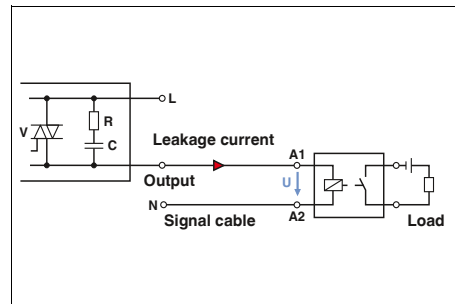 L
R
V
C
Leakage current
A1
Output
U
N
Signal cable
A2
Load